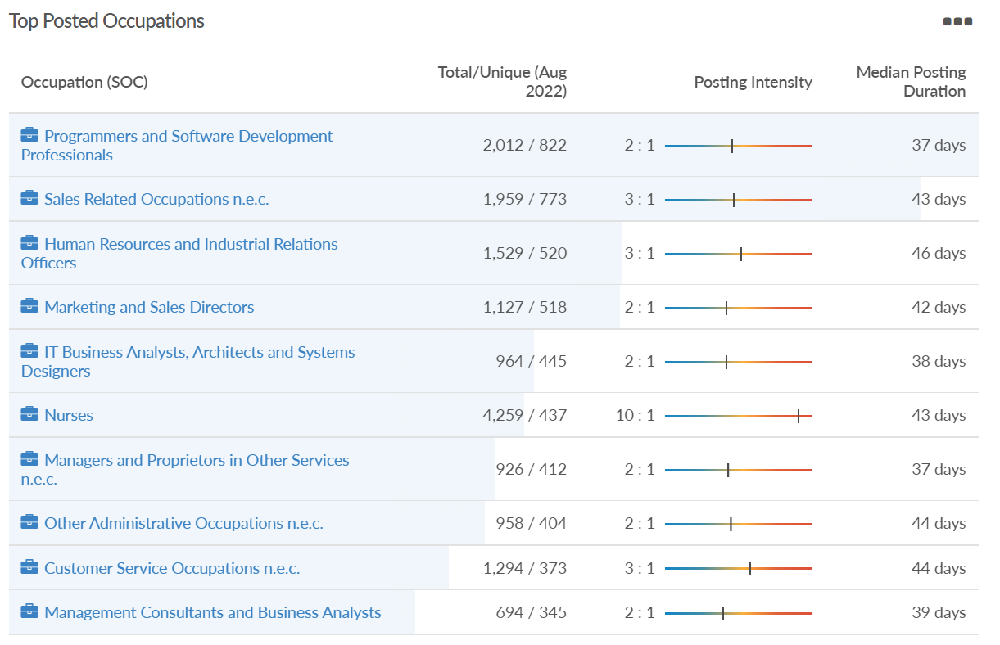 Top Posted Occupations
Occupation (SOC)
Total/Unique (Aug
2022)
Posting Intensity
Median Posting
Duration
Programmers and Software Development
Professionals
2,012 / 822
2 : 1
37 days
Sales Related Occupations n.e.c.
1,959 / 773
3 : 1
43 days
Human Resources and Industrial Relations
Officers
1,529 / 520
3 : 1
46 days
Marketing and Sales Directors
1,127 / 518
2 : 1
42 days
IT Business Analysts, Architects and Systems
Designers
964 / 445
2 : 1
38 days
Nurses
4,259 / 437
10 : 1
43 days
Managers and Proprietors in Other Services
n.e.c.
926 / 412
2 : 1
37 days
Other Administrative Occupations n.e.c.
958 / 404
2 : 1
44 days
Customer Service Occupations n.e.c.
1,294 / 373
3 : 1
44 days
Management Consultants and Business Analysts
694 / 345
2 : 1
39 days